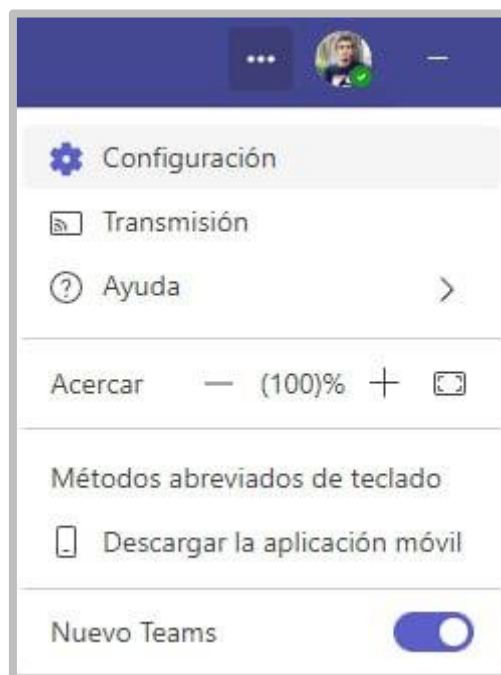 Configuración
Transmisión
Ayuda
Acercar — (100)% +
Métodos abreviados de teclado
Descargar la aplicación móvil
Nuevo Teams